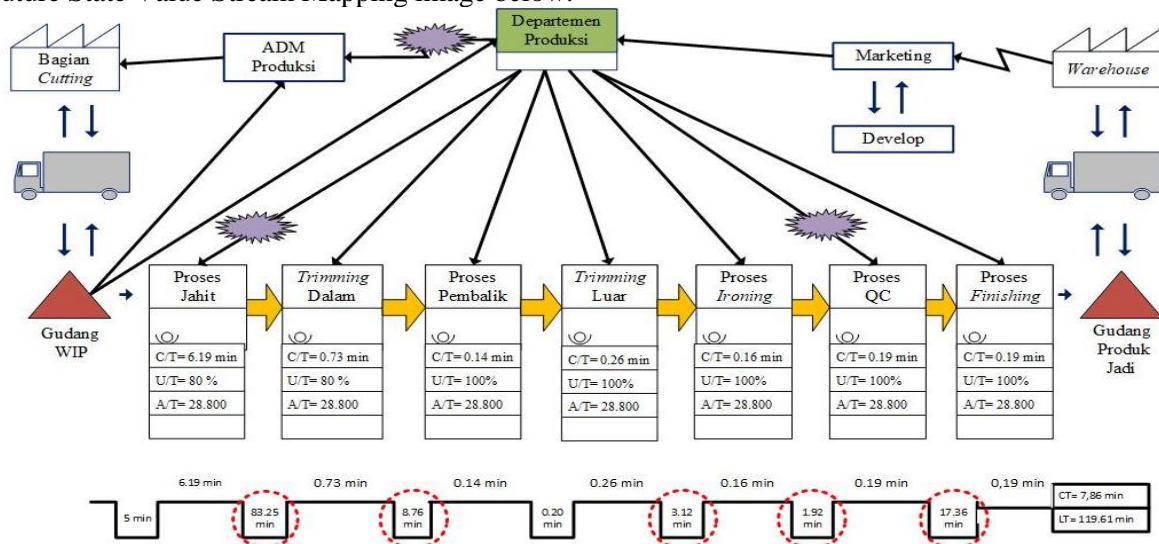 Future State Value Stream Mapping image below.
Departemen
Produksi
Bagian
Cutting
ADM
Produksi
Marketing
Warehouse
Develop
Gudang
WIP
Proses
Jahit
C/T= 6.19 min
U/T= 80 %
A/T= 28.800
Trimming
Dalam
C/T= 0.73 min
U/T= 80 %
A/T= 28.800
Proses
Pembalik
C/T= 0.14 min
U/T= 100%
A/T= 28.800
Trimming
Luar
C/T= 0.26 min
U/T= 100%
A/T= 28.800
Proses
Ironing
C/T= 0.16 min
U/T= 100%
A/T= 28.800
Proses
QC
C/T= 0.19 min
U/T= 100%
A/T= 28.800
Proses
Finishing
C/T= 0.19 min
U/T= 100%
A/T= 28.800
Gudang
Produk
Jadi
6.19 min
0.73 min
0.14 min
0.26 min
0.16 min
0.19 min
0,19 min
5 min
83.25
min
8.76
min
0.20
min
3.12
min
1.92
min
17.36
min
CT= 7,86 min
LT= 119.61 min